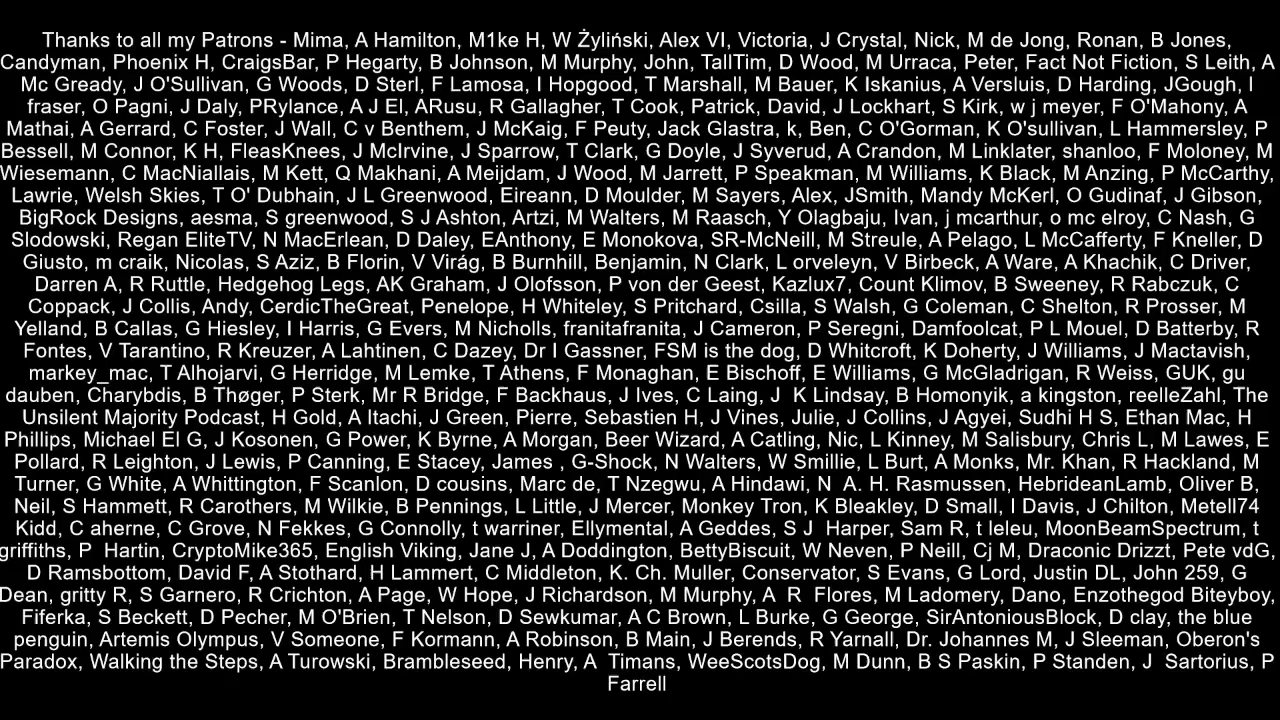 Thanks to all my Patrons - Mima, A Hamilton, M1ke H, W Żyliński, Alex VI, Victoria, J Crystal, Nick, M de Jong, Ronan, B Jones,
Candyman, Phoenix H, CraigsBar, P Hegarty, B Johnson, M Murphy, John, TallTim, D Wood, M Urraca, Peter, Fact Not Fiction, S Leith, A
Mc Gready, J O'Sullivan, G Woods, D Sterl, F Lamosa, I Hopgood, T Marshall, M Bauer, K Iskanius, A Versluis, D Harding, JGough, I
fraser, O Pagni, J Daly, PRylance, A J El, ARusu, R Gallagher, T Cook, Patrick, David, J Lockhart, S Kirk, w j meyer, F O'Mahony, A
Mathai, A Gerrard, C Foster, J Wall, C v Benthem, J McKaig, F Peuty, Jack Glastra, k, Ben, C O'Gorman, K O'sullivan, L Hammersley, P
Bessell, M Connor, K H, FleasKnees, J McIrvine, J Sparrow, T Clark, G Doyle, J Syverud, A Crandon, M Linklater, shanloo, F Moloney, M
Wiesemann, C MacNiallais, M Kett, Q Makhani, A Meijdam, J Wood, M Jarrett, P Speakman, M Williams, K Black, M Anzing, P McCarthy,
Lawrie, Welsh Skies, T O' Dubhain, J L Greenwood, Eireann, D Moulder, M Sayers, Alex, JSmith, Mandy McKerl, O Gudinaf, J Gibson,
BigRock Designs, aesma, S greenwood, S J Ashton, Artzi, M Walters, M Raasch, Y Olagbaju, Ivan, j mcarthur, o mc elroy, C Nash, G
Slodowski, Regan EliteTV, N MacErlean, D Daley, EAnthony, E Monokova, SR-McNeill, M Streule, A Pelago, L McCafferty, F Kneller, D
Giusto, m craik, Nicolas, S Aziz, B Florin, V Virág, B Burnhill, Benjamin, N Clark, L orveleyn, V Birbeck, A Ware, A Khachik, C Driver,
Darren A, R Ruttle, Hedgehog Legs, AK Graham, J Olofsson, P von der Geest, Kazlux7, Count Klimov, B Sweeney, R Rabczuk, C
Coppack, J Collis, Andy, CerdicTheGreat, Penelope, H Whiteley, S Pritchard, Csilla, S Walsh, G Coleman, C Shelton, R Prosser, M
Yelland, B Callas, G Hiesley, I Harris, G Evers, M Nicholls, franitafranita, J Cameron, P Seregni, Damfoolcat, P L Mouel, D Batterby, R
Fontes, V Tarantino, R Kreuzer, A Lahtinen, C Dazey, Dr I Gassner, FSM is the dog, D Whitcroft, K Doherty, J Williams, J Mactavish,
markey_mac, T Alhojarvi, G Herridge, M Lemke, T Athens, F Monaghan, E Bischoff, E Williams, G McGladrigan, R Weiss, GUK, gu
dauben, Charybdis, B Thøger, P Sterk, Mr R Bridge, F Backhaus, J Ives, C Laing, J  K Lindsay, B Homonyik, a kingston, reelleZahl, The
Unsilent Majority Podcast, H Gold, A Itachi, J Green, Pierre, Sebastien H, J Vines, Julie, J Collins, J Agyei, Sudhi H S, Ethan Mac, H
Phillips, Michael El G, J Kosonen, G Power, K Byrne, A Morgan, Beer Wizard, A Catling, Nic, L Kinney, M Salisbury, Chris L, M Lawes, E
Pollard, R Leighton, J Lewis, P Canning, E Stacey, James , G-Shock, N Walters, W Smillie, L Burt, A Monks, Mr. Khan, R Hackland, M
Turner, G White, A Whittington, F Scanlon, D cousins, Marc de, T Nzegwu, A Hindawi, N  A. H. Rasmussen, HebrideanLamb, Oliver B,
Neil, S Hammett, R Carothers, M Wilkie, B Pennings, L Little, J Mercer, Monkey Tron, K Bleakley, D Small, I Davis, J Chilton, Metell74
Kidd, C aherne, C Grove, N Fekkes, G Connolly, t warriner, Ellymental, A Geddes, S J  Harper, Sam R, t leleu, MoonBeamSpectrum, t
griffiths, P  Hartin, CryptoMike365, English Viking, Jane J, A Doddington, BettyBiscuit, W Neven, P Neill, Cj M, Draconic Drizzt, Pete vdG,
D Ramsbottom, David F, A Stothard, H Lammert, C Middleton, K. Ch. Muller, Conservator, S Evans, G Lord, Justin DL, John 259, G
Dean, gritty R, S Garnero, R Crichton, A Page, W Hope, J Richardson, M Murphy, A  R  Flores, M Ladomery, Dano, Enzothegod Biteyboy,
Fiferka, S Beckett, D Pecher, M O'Brien, T Nelson, D Sewkumar, A C Brown, L Burke, G George, SirAntoniousBlock, D clay, the blue
penguin, Artemis Olympus, V Someone, F Kormann, A Robinson, B Main, J Berends, R Yarnall, Dr. Johannes M, J Sleeman, Oberon's
Paradox, Walking the Steps, A Turowski, Brambleseed, Henry, A  Timans, WeeScotsDog, M Dunn, B S Paskin, P Standen, J  Sartorius, P
Farrell